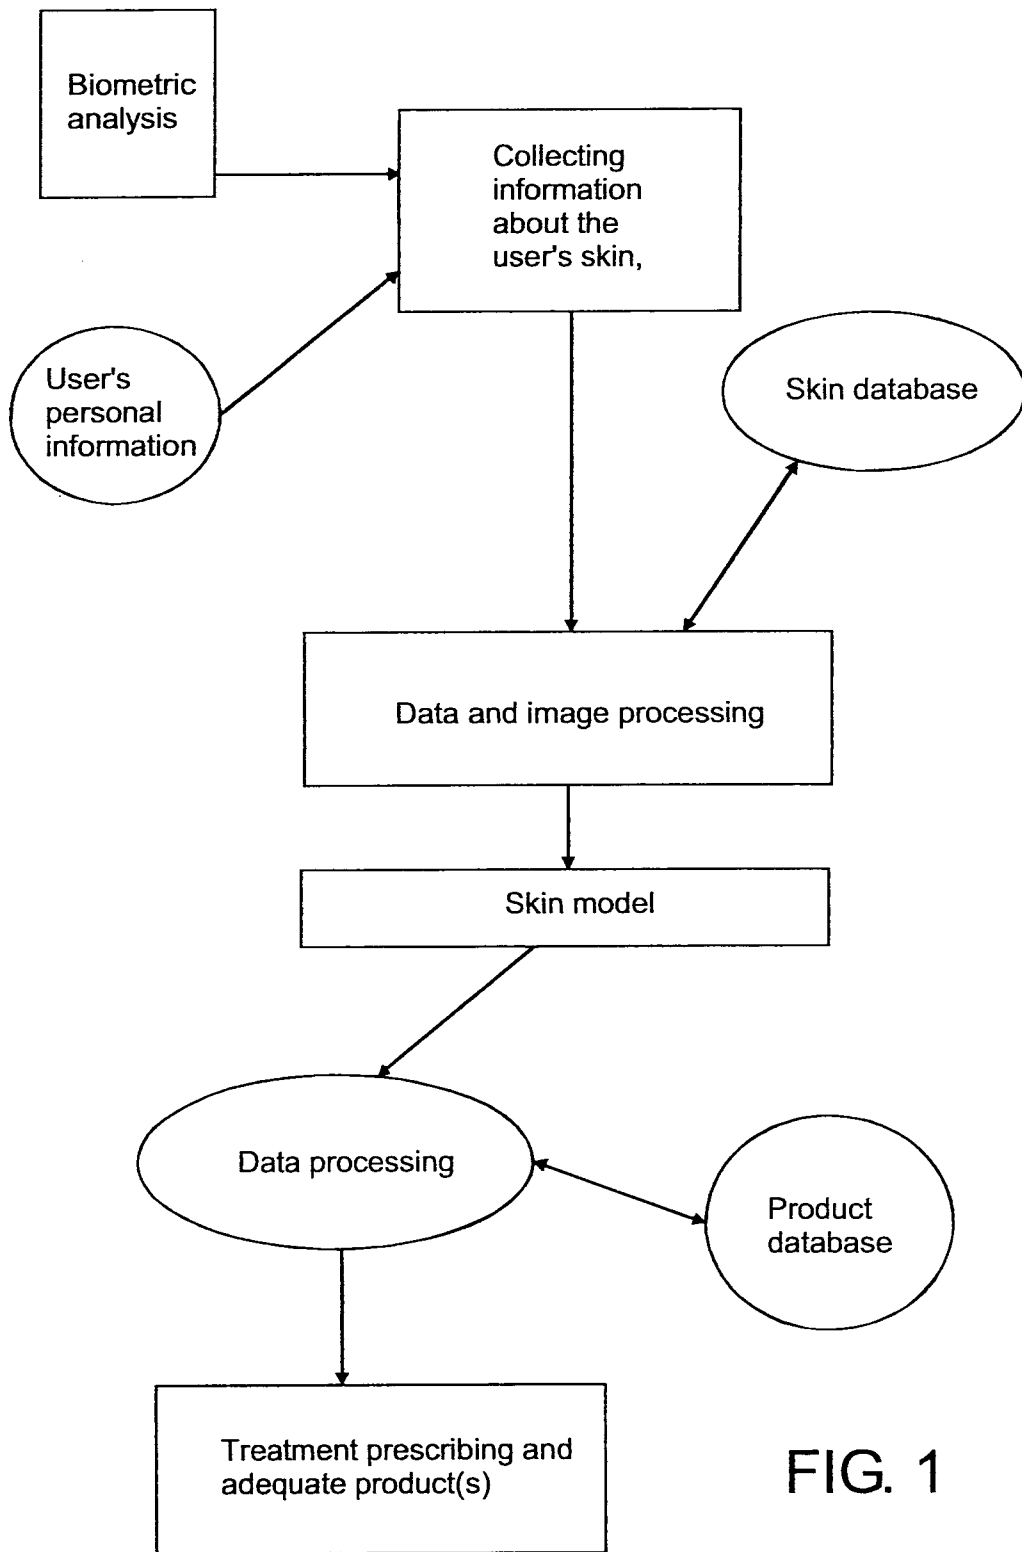 Biometric
analysis
Collecting
information
about the
user's skin,
User's
personal
information
Skin database
Data and image processing
Skin model
Data processing
Product
database
Treatment prescribing and
adequate product(s)
FIG. 1